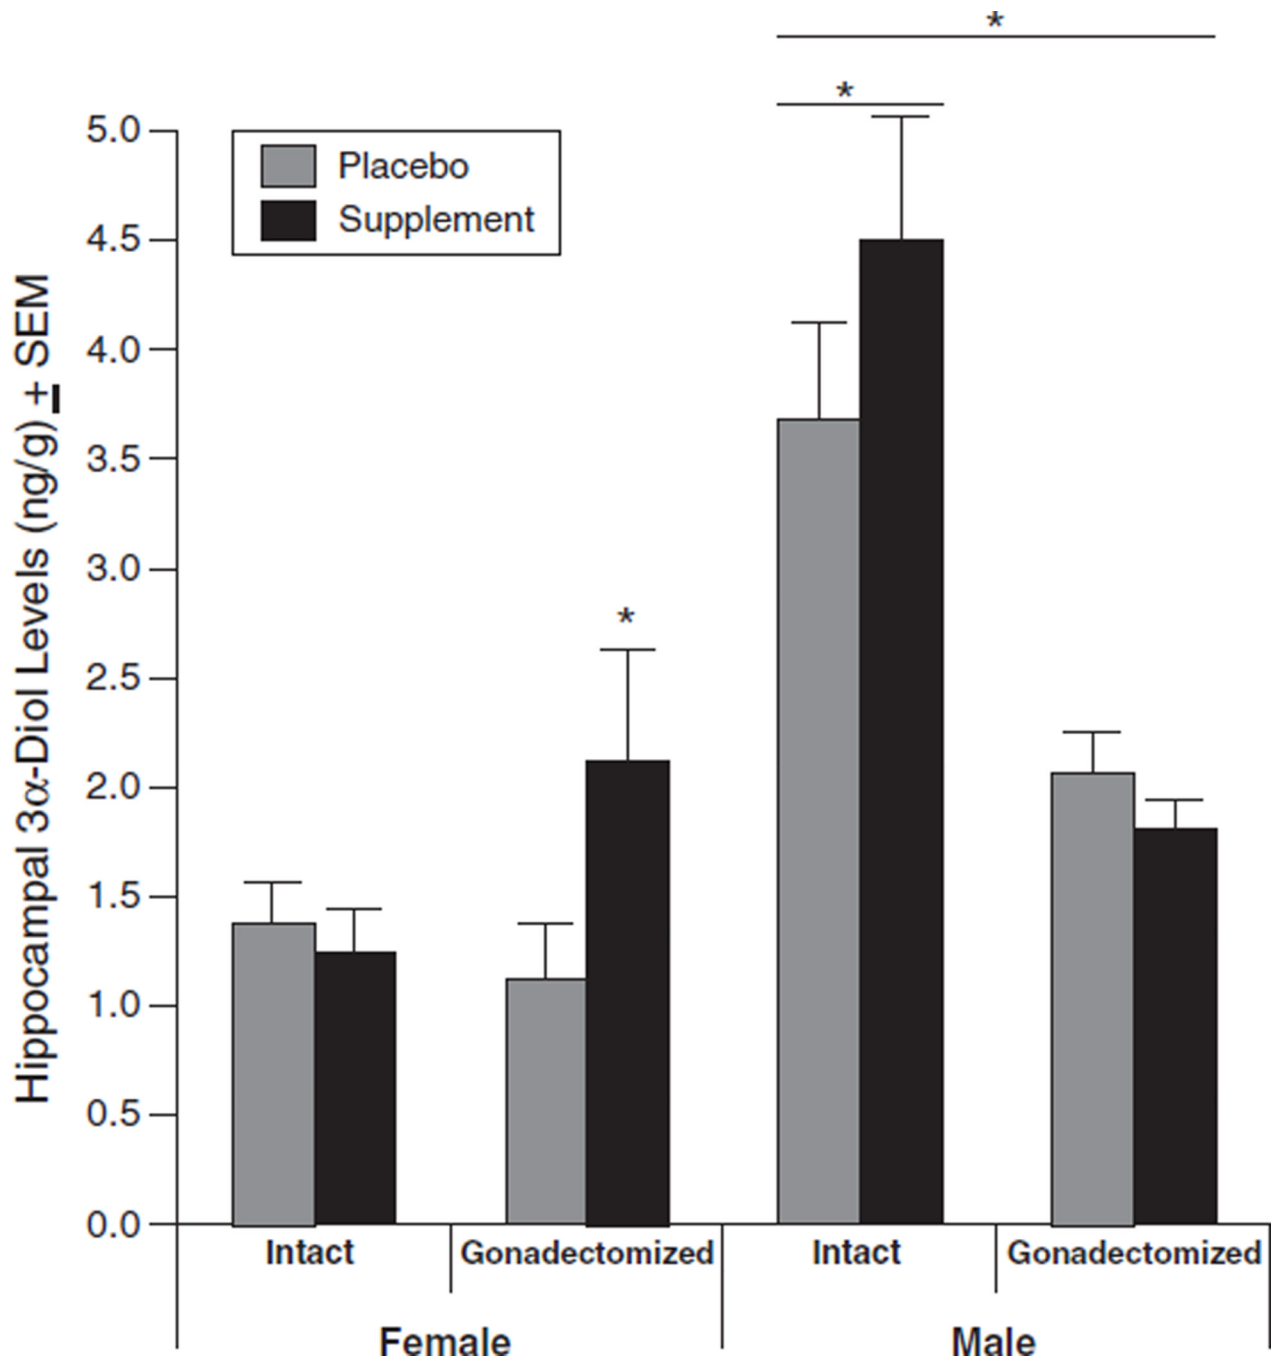 *
*
5.0
4.5
4.0
3.5
3.0
2.5
2.0
1.5
1.0
0.5
0.0
Hippocampal 3α-Diol Levels (ng/g) ± SEM
Placebo
Supplement
*
Intact Gonadectomized Intact Gonadectomized
Female Male